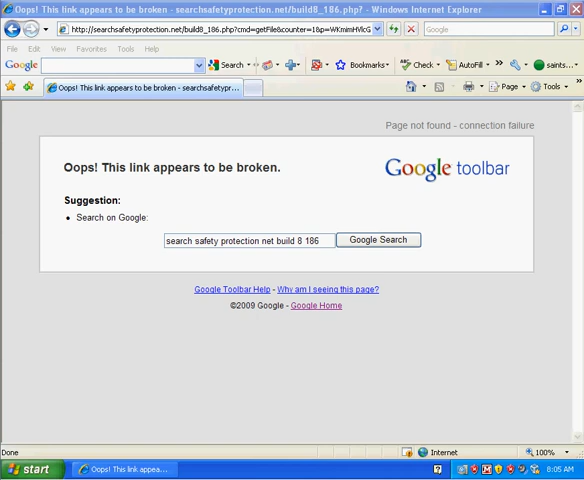 Oops! This link appears to be broken - searchsafetyprotection.net/build8_186.php? - Windows Internet Explorer
http://searchsafetyprotection.net/build8_186.php?cmd=getFile&counter=1&p=WKmimHVlcG
Google
File Edit View Favorites Tools Help
Google Search Bookmarks Check AutoFill saints...
Oops! This link appears to be broken - searchsafetypr... Page Tools
Page not found - connection failure
Oops! This link appears to be broken.
Google toolbar
Suggestion:
• Search on Google:
search safety protection net build 8 186 Google Search
Google Toolbar Help - Why am I seeing this page?
©2009 Google - Google Home
Done Internet 100%
start Oops! This link appea... 8:05 AM